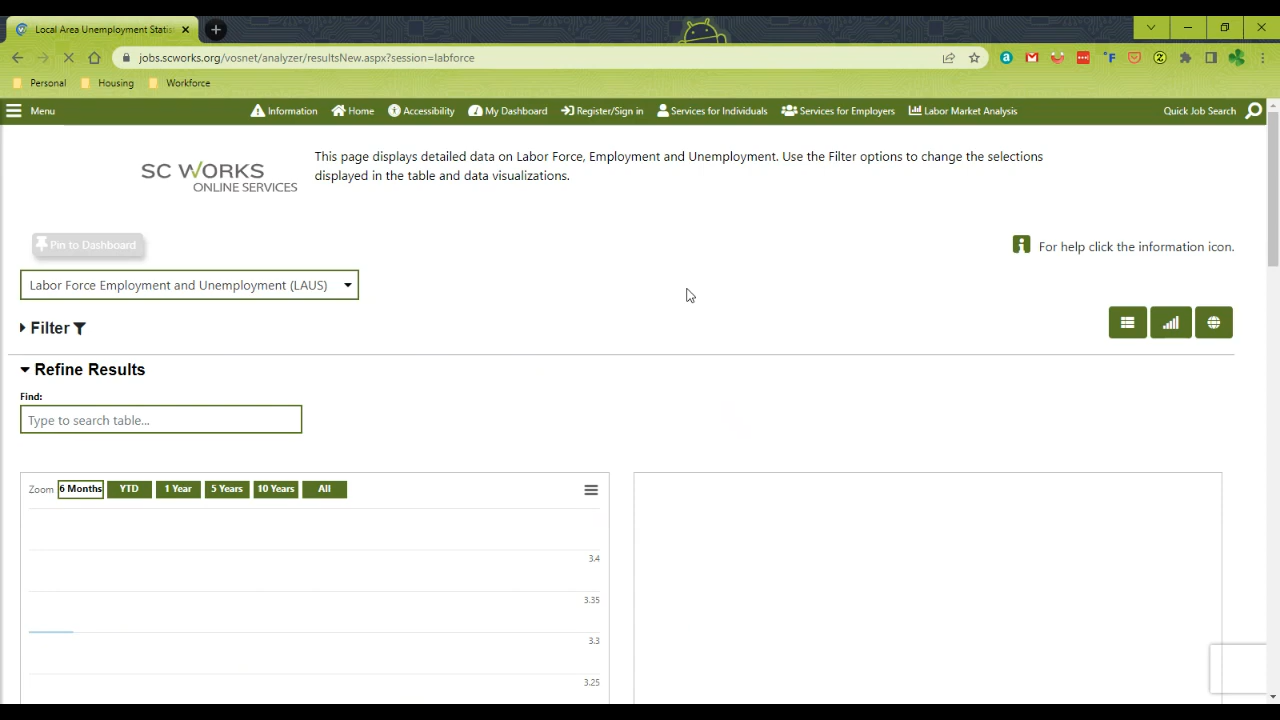 Local Area Unemployment Statis
jobs.scworks.org/vosnet/analyzer/resultsNew.aspx?session=labforce
Personal
Housing
Workforce
Menu
Information
Home
Accessibility
My Dashboard
Register/Sign in
Services for Individuals
Services for Employers
Labor Market Analysis
Quick Job Search
SC WORKS
ONLINE SERVICES
This page displays detailed data on Labor Force, Employment and Unemployment. Use the Filter options to change the selections
displayed in the table and data visualizations.
Pin to Dashboard
For help click the information icon.
Labor Force Employment and Unemployment (LAUS)
Filter
Refine Results
Find:
Type to search table...
Zoom 6 Months YTD 1 Year 5 Years 10 Years All
3.4
3.35
3.3
3.25